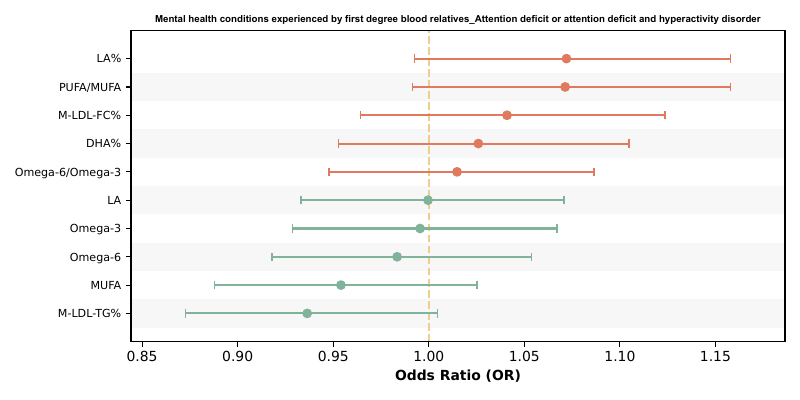 Mental health conditions experienced by first degree blood relatives_Attention deficit or attention deficit and hyperactivity disorder
LA%
PUFA/MUFA
M-LDL-FC%
DHA%
Omega-6/Omega-3
LA
Omega-3
Omega-6
MUFA
M-LDL-TG%
0.85 0.90 0.95 1.00 1.05 1.10 1.15
Odds Ratio (OR)